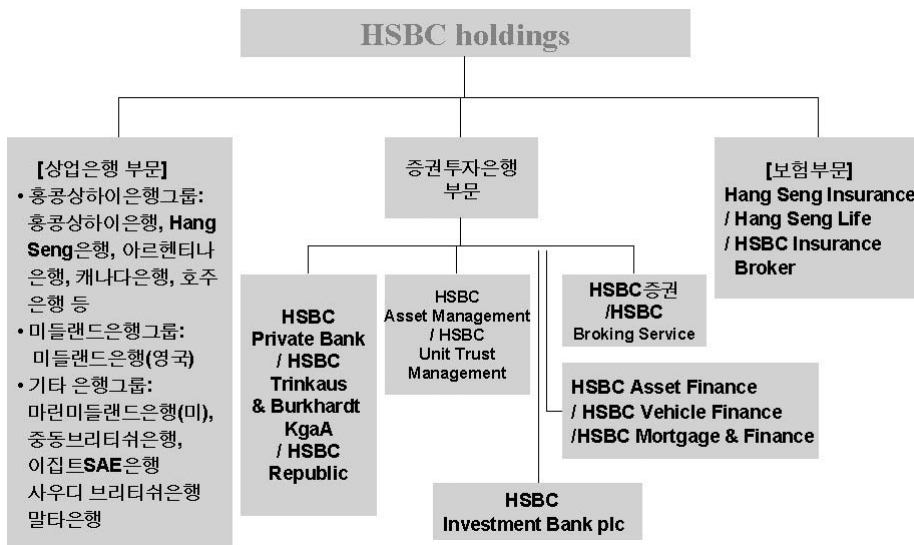 HSBC holdings
[상업은행 부문]
• 홍콩상하이은행그룹:
홍콩상하이은행, Hang
Seng은행, 아르헨티나
은행, 캐나다은행, 호주
은행 등
• 미들랜드은행그룹:
미들랜드은행(영국)
• 기타 은행그룹:
마린미들랜드은행(미),
중동브리티쉬은행,
이집트SAE은행
사우디 브리티쉬은행
말타은행
증권투자은행
부문
HSBC
Private Bank
/ HSBC
Trinkaus
& Burkhardt
KgaA
/ HSBC
Republic
HSBC
Asset Management
/ HSBC
Unit Trust
Management
HSBC증권
/HSBC
Broking Service
HSBC Asset Finance
/ HSBC Vehicle Finance
/HSBC Mortgage & Finance
HSBC
Investment Bank plc
[보험부문]
Hang Seng Insurance
/ Hang Seng Life
/ HSBC Insurance
Broker